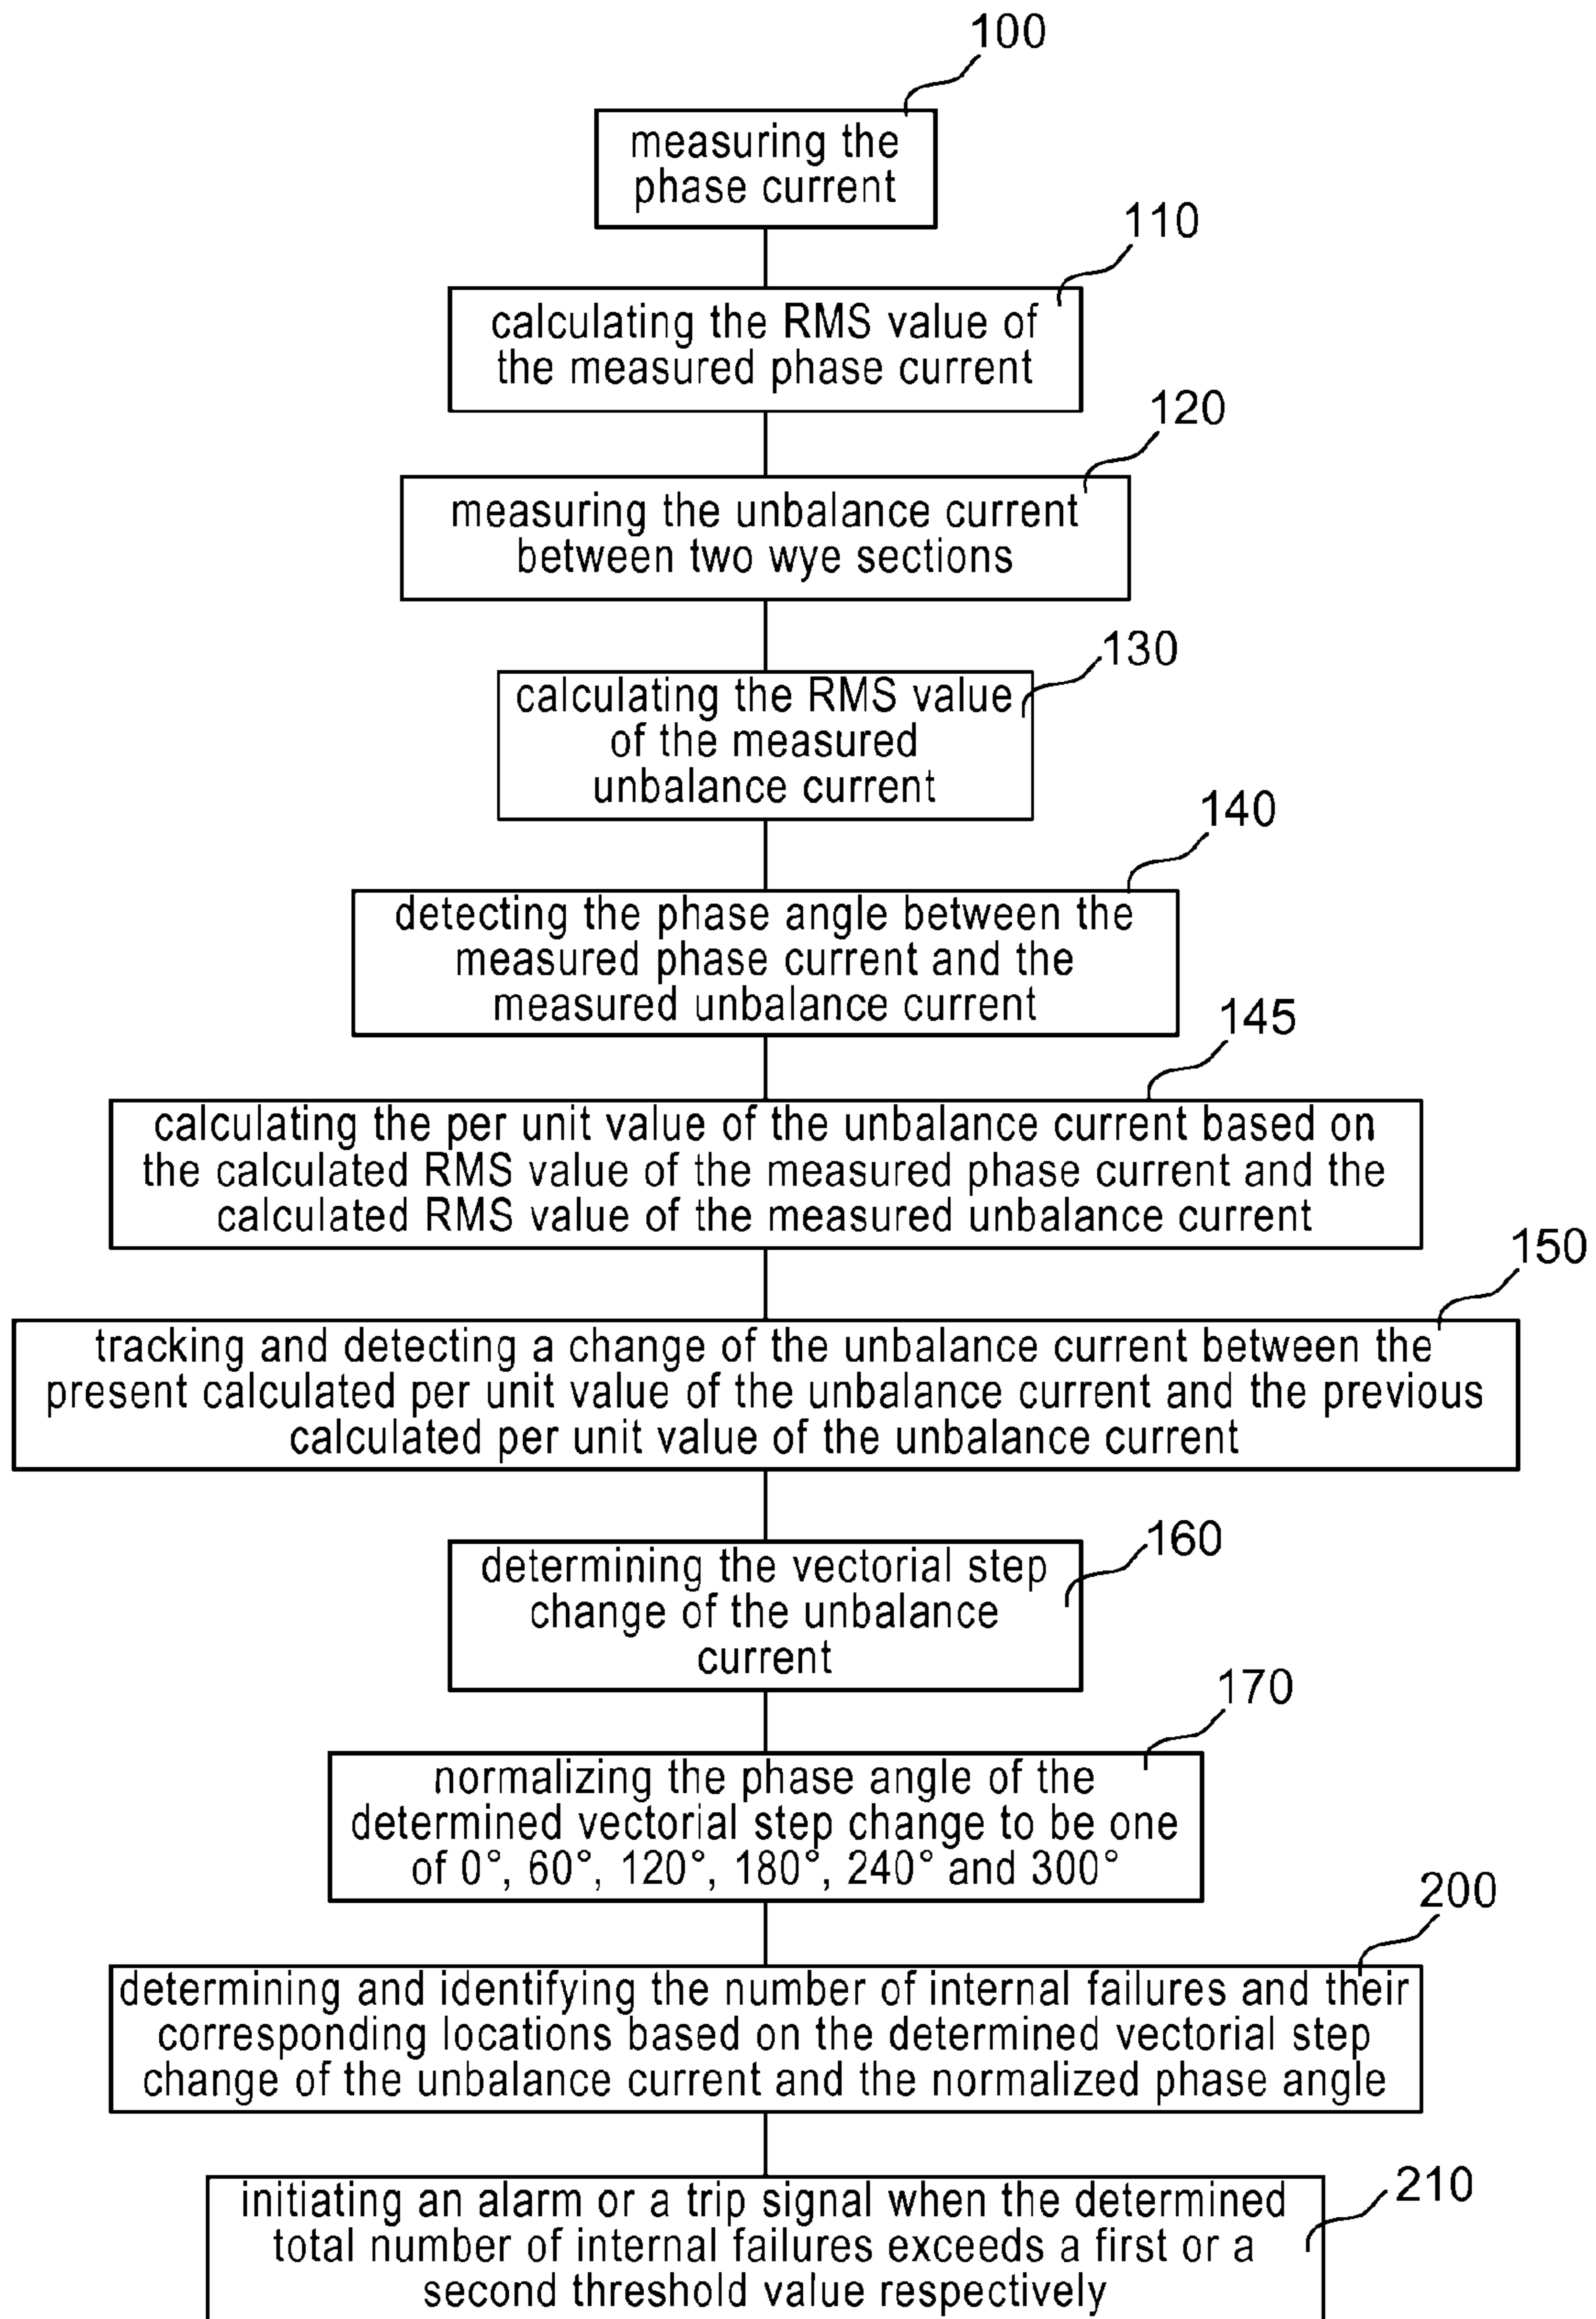 100
measuring the
phase current
110
calculating the RMS value of
the measured phase current
120
measuring the unbalance current
between two wye sections
130
calculating the RMS value
of the measured
unbalance current
140
detecting the phase angle between the
measured phase current and the
measured unbalance current
145
calculating the per unit value of the unbalance current based on
the calculated RMS value of the measured phase current and the
calculated RMS value of the measured unbalance current
150
tracking and detecting a change of the unbalance current between the
present calculated per unit value of the unbalance current and the previous
calculated per unit value of the unbalance current
160
determining the vectorial step
change of the unbalance
current
170
normalizing the phase angle of the
determined vectorial step change to be one
of 0°, 60°, 120°, 180°, 240° and 300°
200
determining and identifying the number of internal failures and their
corresponding locations based on the determined vectorial step
change of the unbalance current and the normalized phase angle
210
initiating an alarm or a trip signal when the determined
total number of internal failures exceeds a first or a
second threshold value respectively